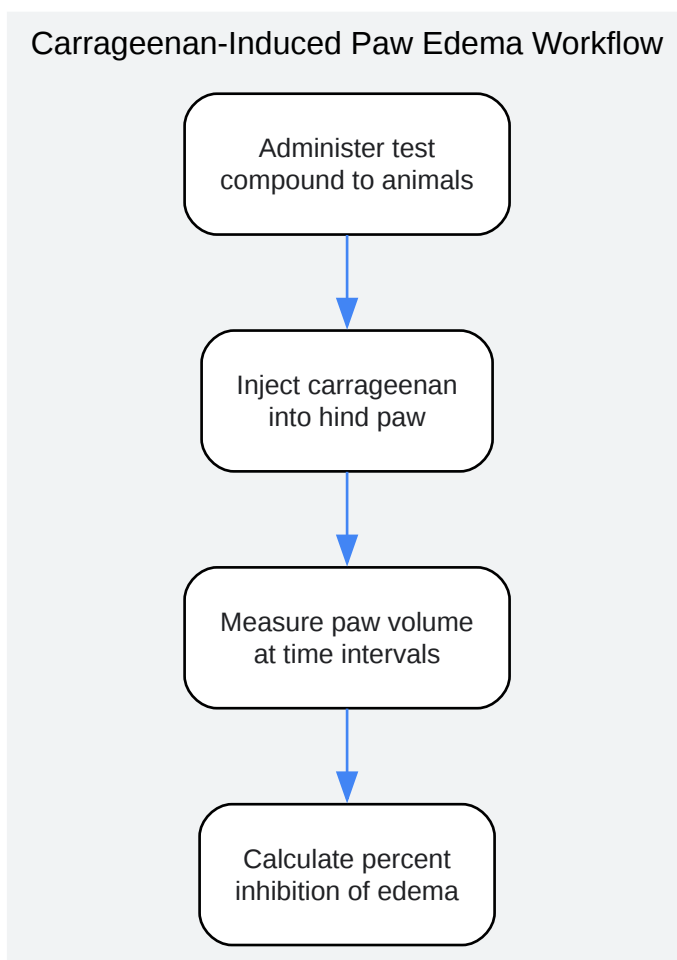 Carrageenan-Induced Paw Edema Workflow
Administer test
compound to animals
Inject carrageenan
into hind paw
Measure paw volume
at time intervals
Calculate percent
inhibition of edema